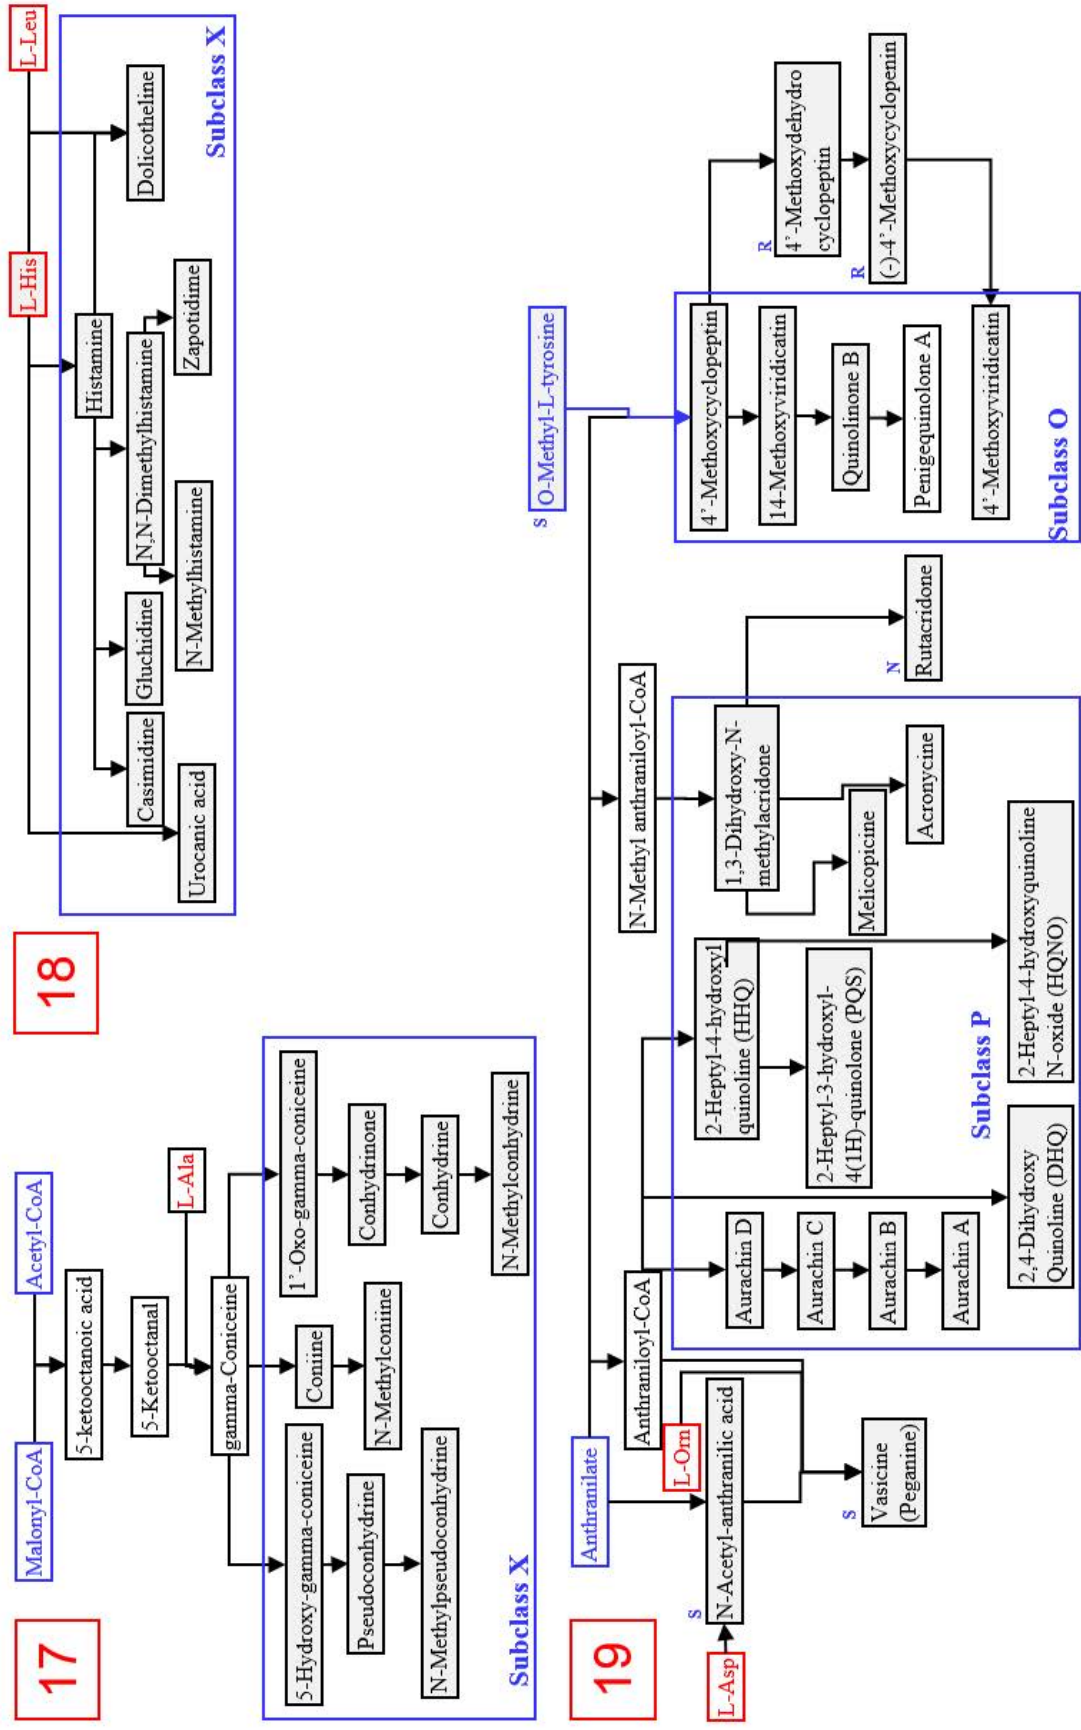 17
Malonyl-CoA
Acetyl-CoA
5-ketooctanoic acid
5-Ketooctanal
L-Ala
gamma-Coniceine
5-Hydroxy-gamma-coniceine
Coniine
1’-Oxo-gamma-coniceine
Pseudoconhydrine
N-Methylconiine
Conhydrinone
Conhydrine
N-Methylpseudoconhydrine
N-Methylconhydrine
Subclass X
18
L-His
L-Leu
Histamine
Casimidine
Gluchidine
N,N-Dimethylhistamine
Dolicotheline
Urocanic acid
N-Methylhistamine
Zapotidime
Subclass X
19
Anthranilate
S
O-Methyl-L-tyrosine
Anthraniloyl-CoA
N-Methyl anthraniloyl-CoA
L-Orn
L-Asp
S
N-Acetyl-anthranilic acid
S
Vasicine
(Peganine)
Aurachin D
Aurachin C
Aurachin B
Aurachin A
2-Heptyl-4-hydroxyl
quinoline (HHQ)
2-Heptyl-3-hydroxyl-
4(1H)-quinolone (PQS)
2,4-Dihydroxy
Quinoline (DHQ)
2-Heptyl-4-hydroxyquinoline
N-oxide (HQNO)
1,3-Dihydroxy-N-
methylacridone
Melicopicine
Acronycine
Subclass P
N
Rutacridone
4’-Methoxycyclopeptin
14-Methoxyviridicatin
Quinolinone B
Penigequinolone A
4’-Methoxyviridicatin
Subclass O
R
4’-Methoxydehydro
cyclopeptin
R
(-)-4’-Methoxycyclopenin